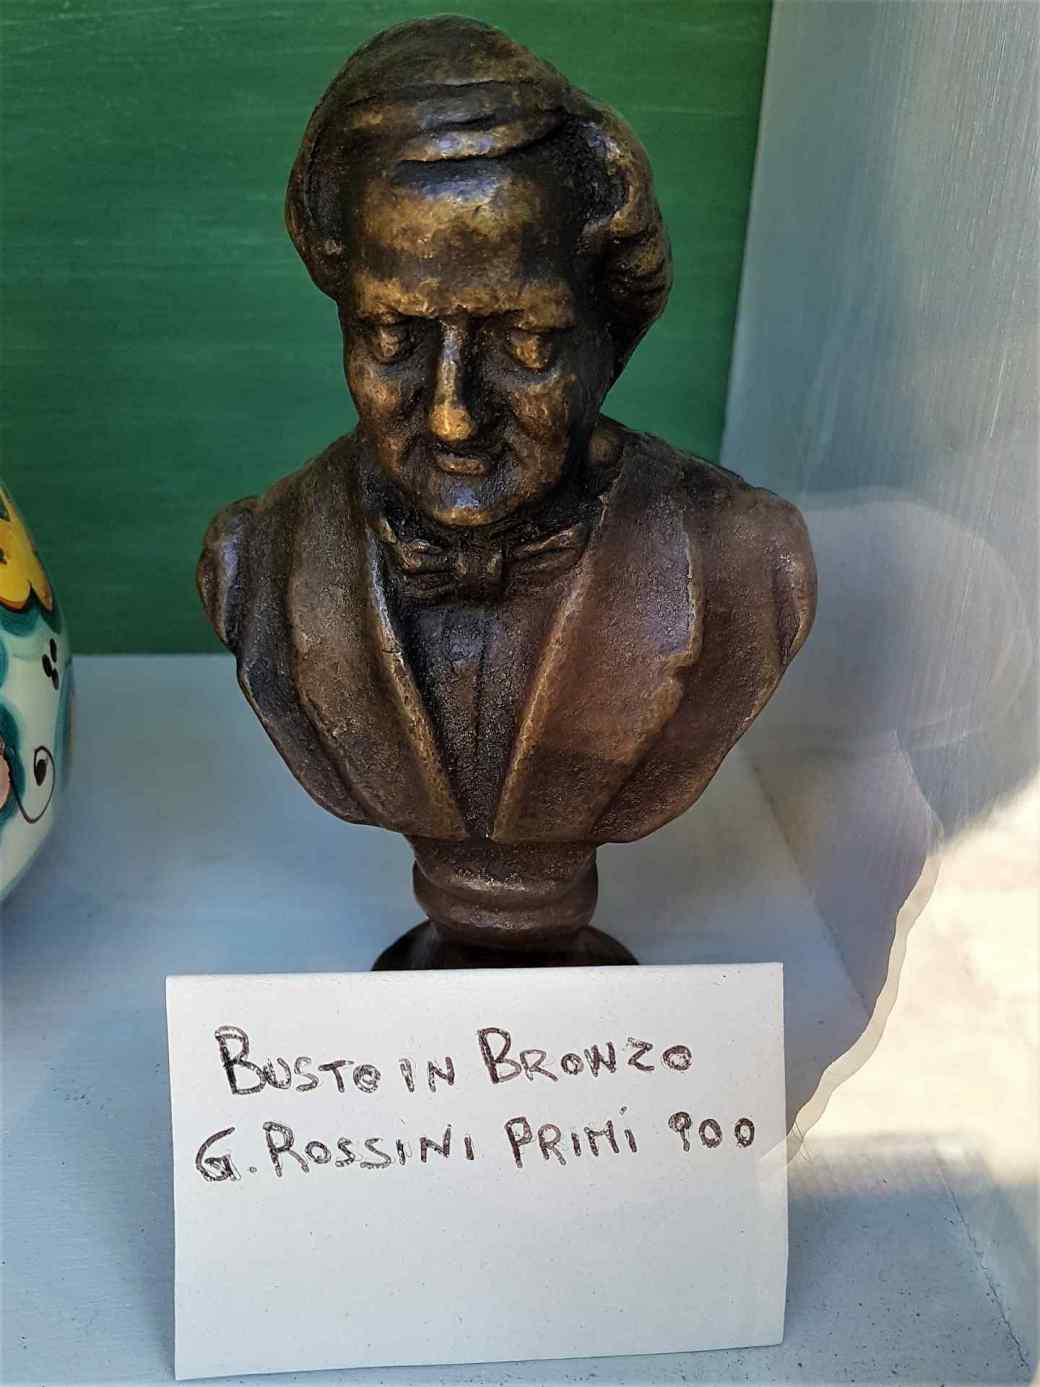 BUSTO IN BRONZO
G. ROSSINI PRIMI 900